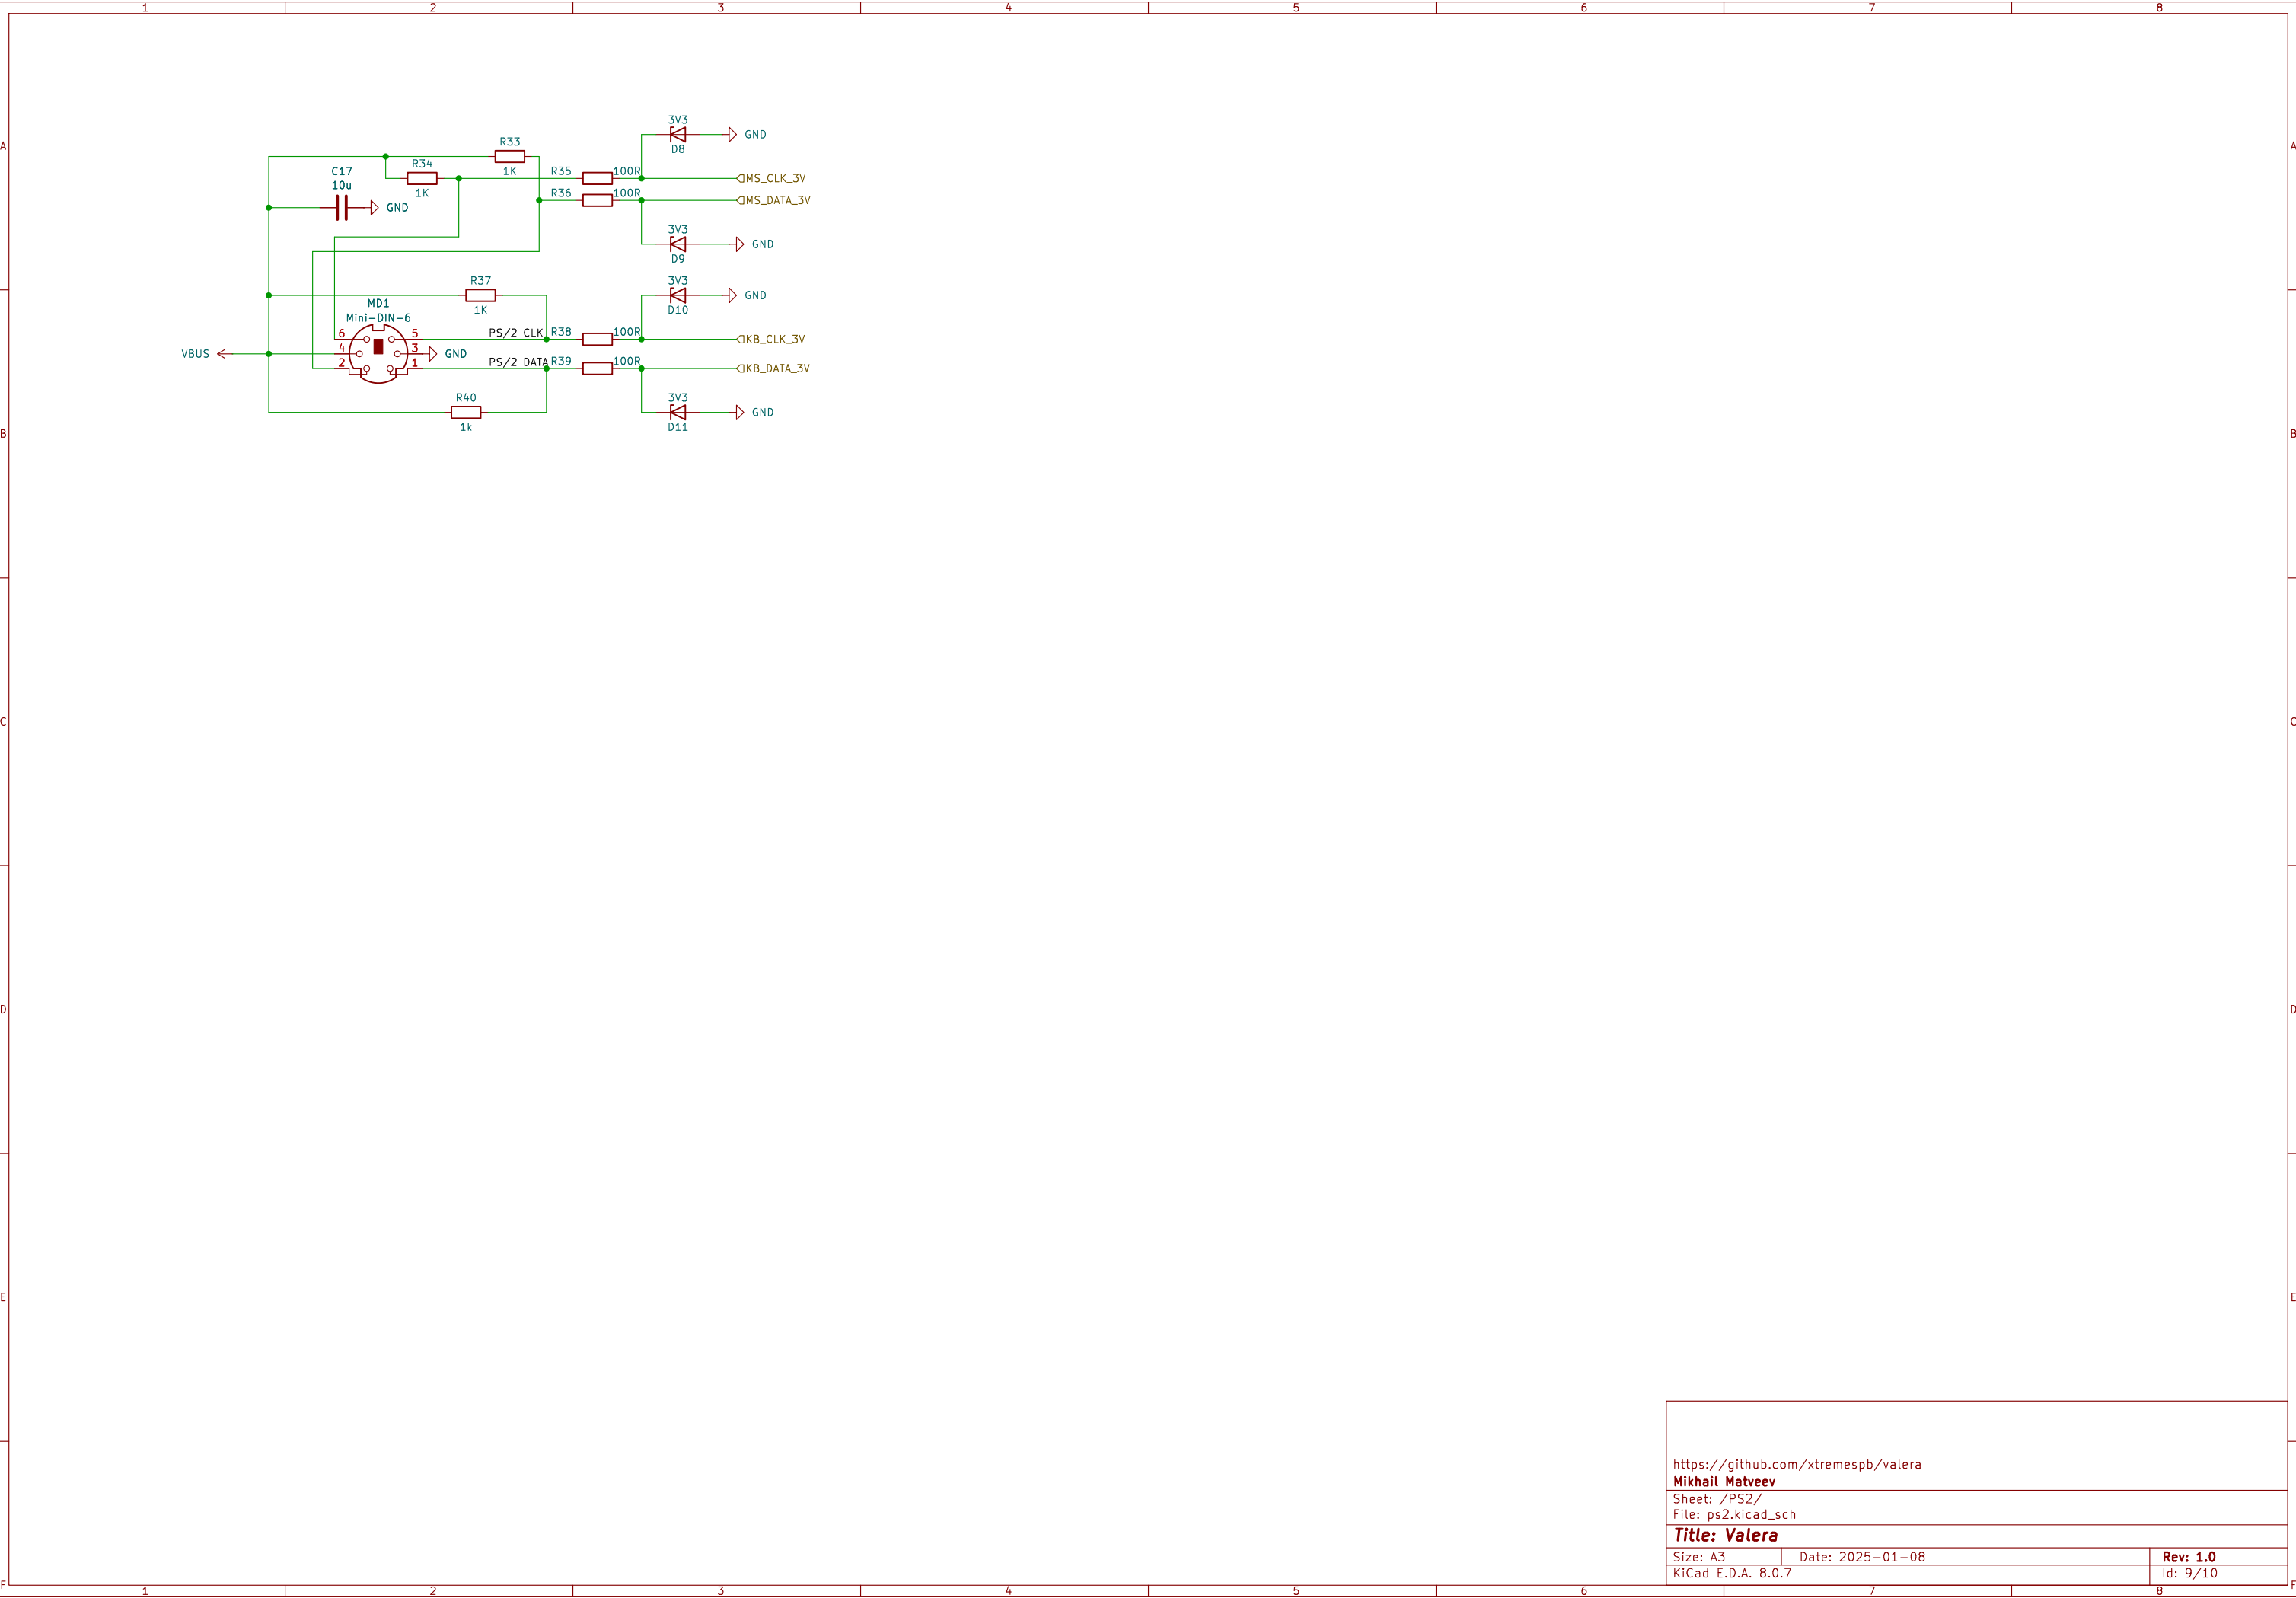 1 2 3 4 5 6 7 8
A A
3V3
GND
D8
R33
1K
R34
1K
C17
10u
GND
R35 100R MS_CLK_3V
R36 100R MS_DATA_3V
3V3
GND
D9
R37
1K
3V3
GND
D10
MD1
Mini-DIN-6
6 5
4 3
2 1
VBUS
GND
PS/2 CLK R38 100R KB_CLK_3V
PS/2 DATA R39 100R KB_DATA_3V
R40
1k
3V3
GND
D11
B B
C C
D D
E E
https://github.com/xtremespb/valera
Mikhail Matveev
Sheet: /PS2/
File: ps2.kicad_sch
Title: Valera
Size: A3 Date: 2025-01-08 Rev: 1.0
KiCad E.D.A. 8.0.7 Id: 9/10
F F
1 2 3 4 5 6 7 8